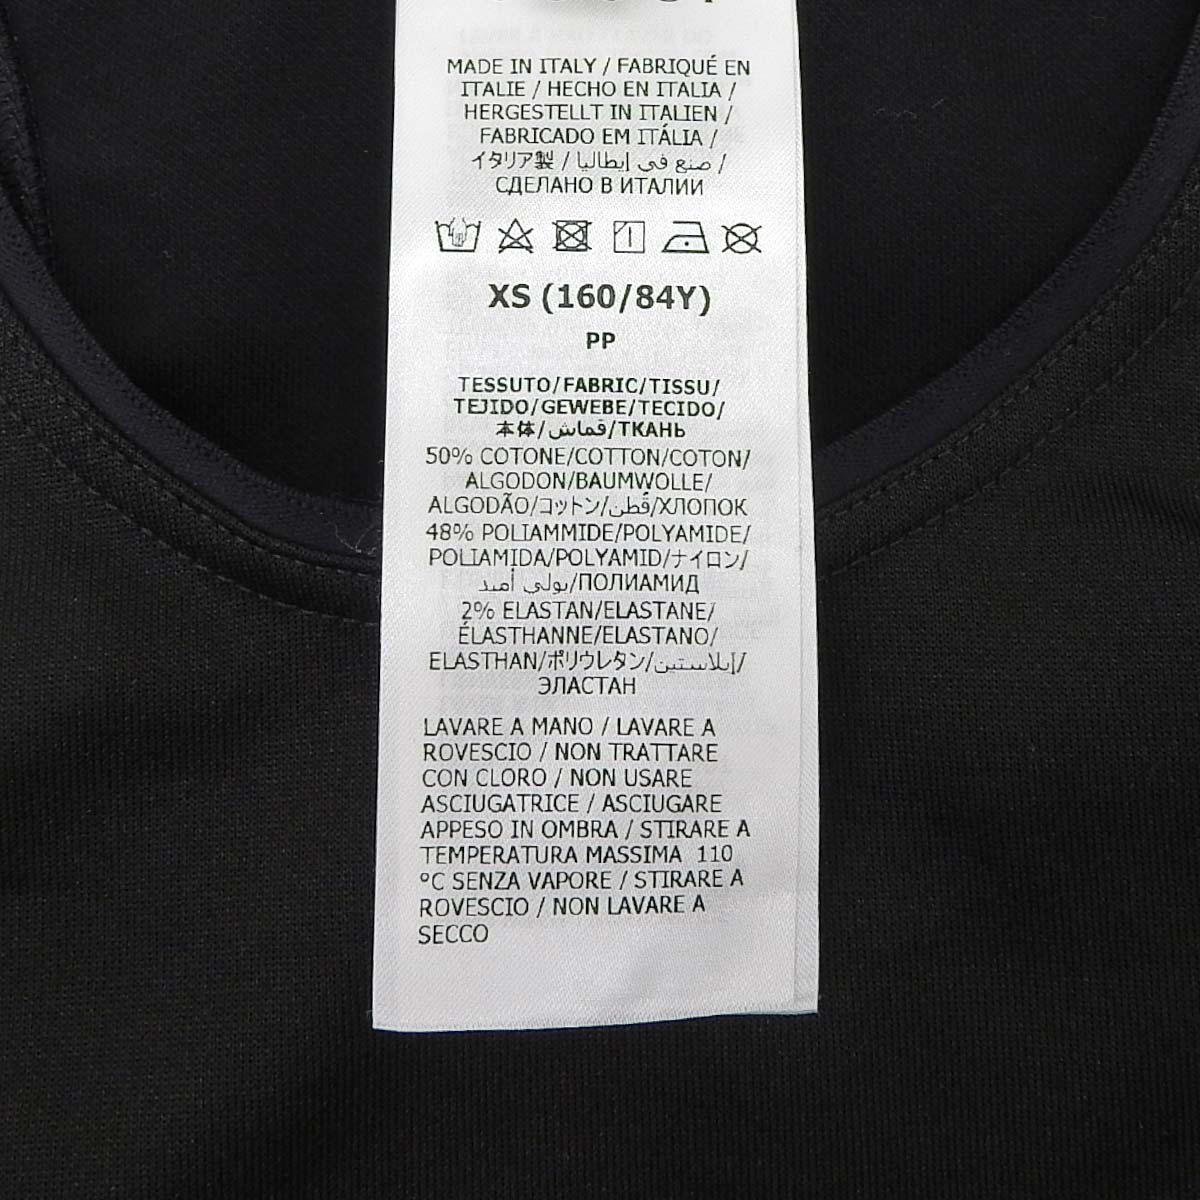 MADE IN ITALY / FABRIQUÉ EN
ITALIE / HECHO EN ITALIA /
HERGESTELLT IN ITALIEN /
FABRICADO EM ITÁLIA /
イタリア製 / صنع في إيطاليا /
СДЕЛАНО В ИТАЛИИ
XS (160/84Y)
PP
TESSUTO/FABRIC/TISSU/
TEJIDO/GEWEBE/TECIDO/
本体/قماش/ТКАНЬ
50% COTONE/COTTON/COTON/
ALGODON/BAUMWOLLE/
ALGODÃO/コットン/قطن/ХЛОПОК
48% POLIAMMIDE/POLYAMIDE/
POLIAMIDA/POLYAMID/ナイロン/
بولي أميد/ПОЛИАМИД
2% ELASTAN/ELASTANE/
ÉLASTHANNE/ELASTANO/
ELASTHAN/ポリウレタン/إيلاستين/
ЭЛАСТАН
LAVARE A MANO / LAVARE A
ROVESCIO / NON TRATTARE
CON CLORO / NON USARE
ASCIUGATRICE / ASCIUGARE
APPESO IN OMBRA / STIRARE A
TEMPERATURA MASSIMA 110
°C SENZA VAPORE / STIRARE A
ROVESCIO / NON LAVARE A
SECCO